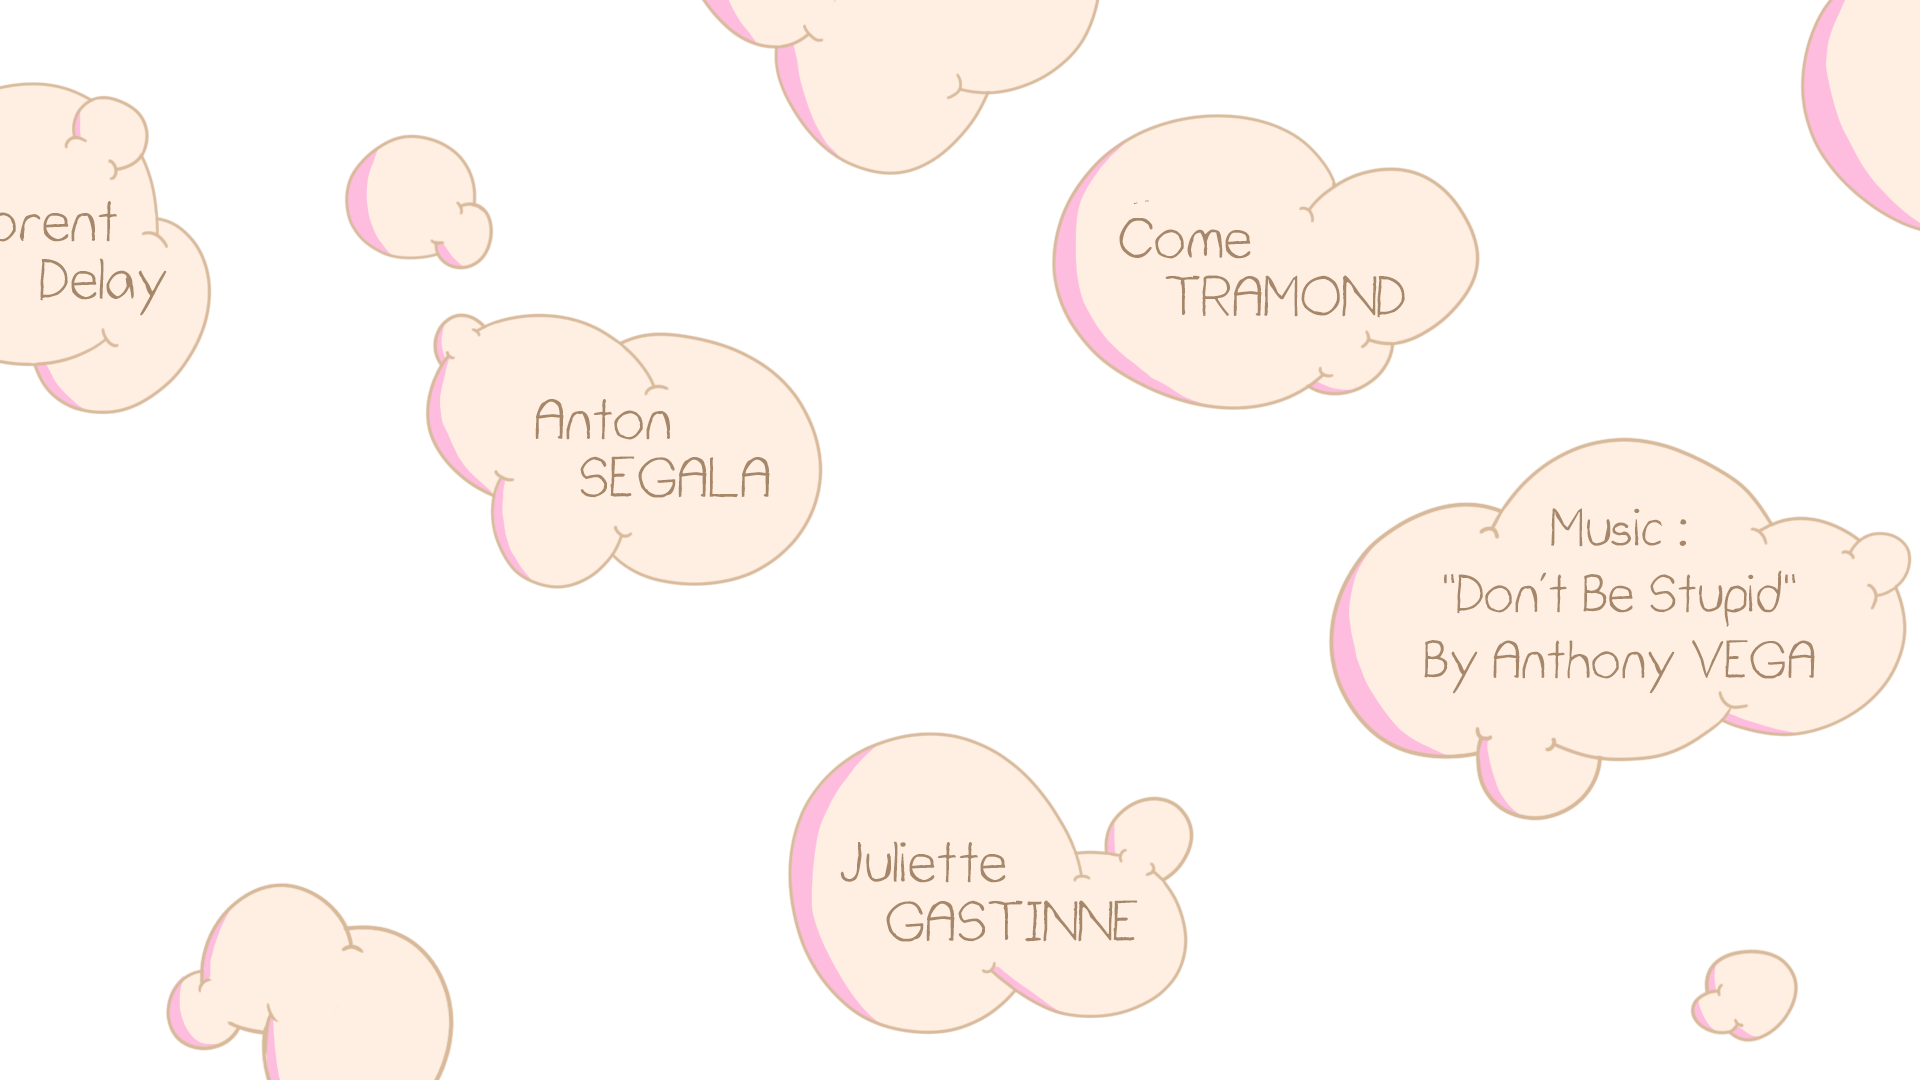 orent
Delay
Come
TRAMOND
Anton
SEGALA
Music :
"Don't Be Stupid"
By Anthony VEGA
Juliette
GASTINNE